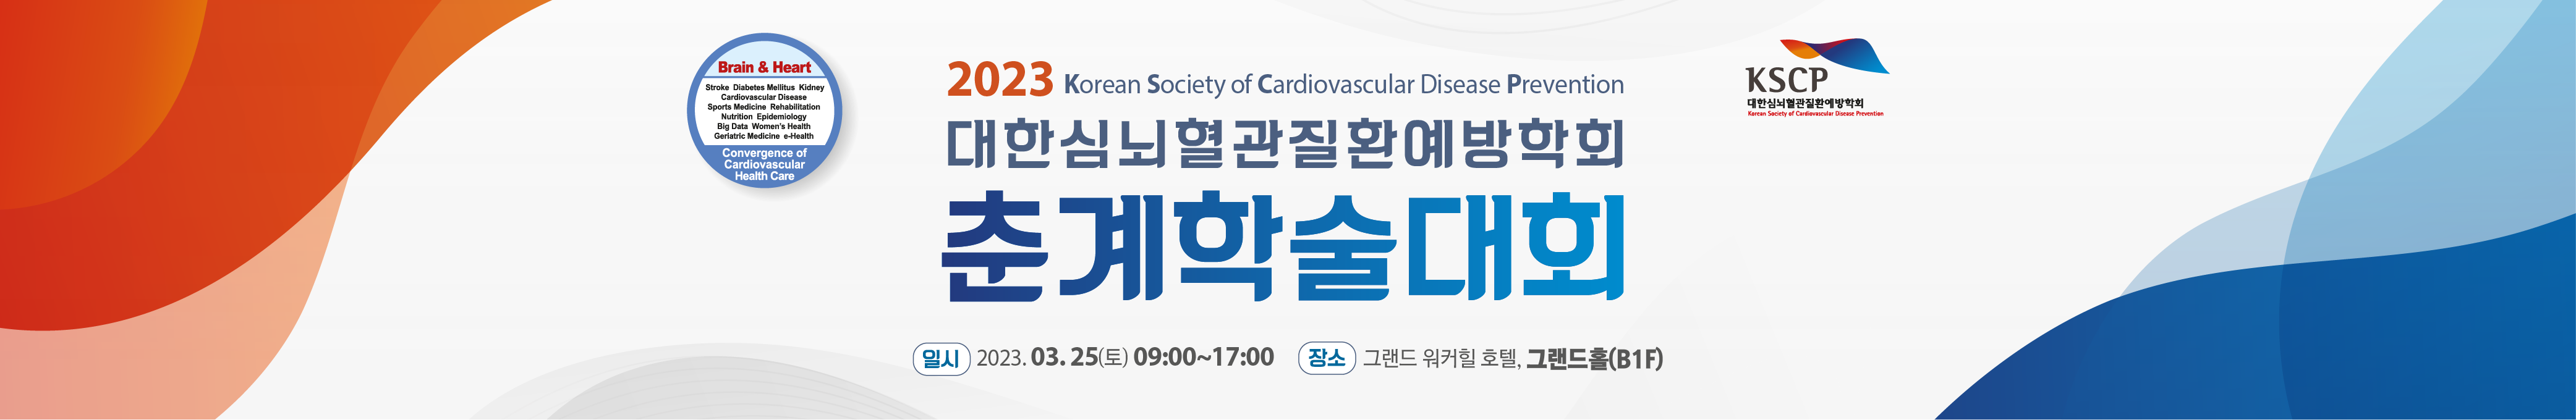 Brain & Heart
Stroke Diabetes Mellitus Kidney
Cardiovascular Disease
Sports Medicine Rehabilitation
Nutrition Epidemiology
Big Data Women's Health
Geriatric Medicine e-Health
Convergence of
Cardiovascular
Health Care
2023 Korean Society of Cardiovascular Disease Prevention
대한심뇌혈관질환예방학회
춘계학술대회
일시 2023. 03. 25(토) 09:00~17:00 장소 그랜드 워커힐 호텔, 그랜드홀(B1F)
KSCP
대한심뇌혈관질환예방학회
Korean Society of Cardiovascular Disease Prevention